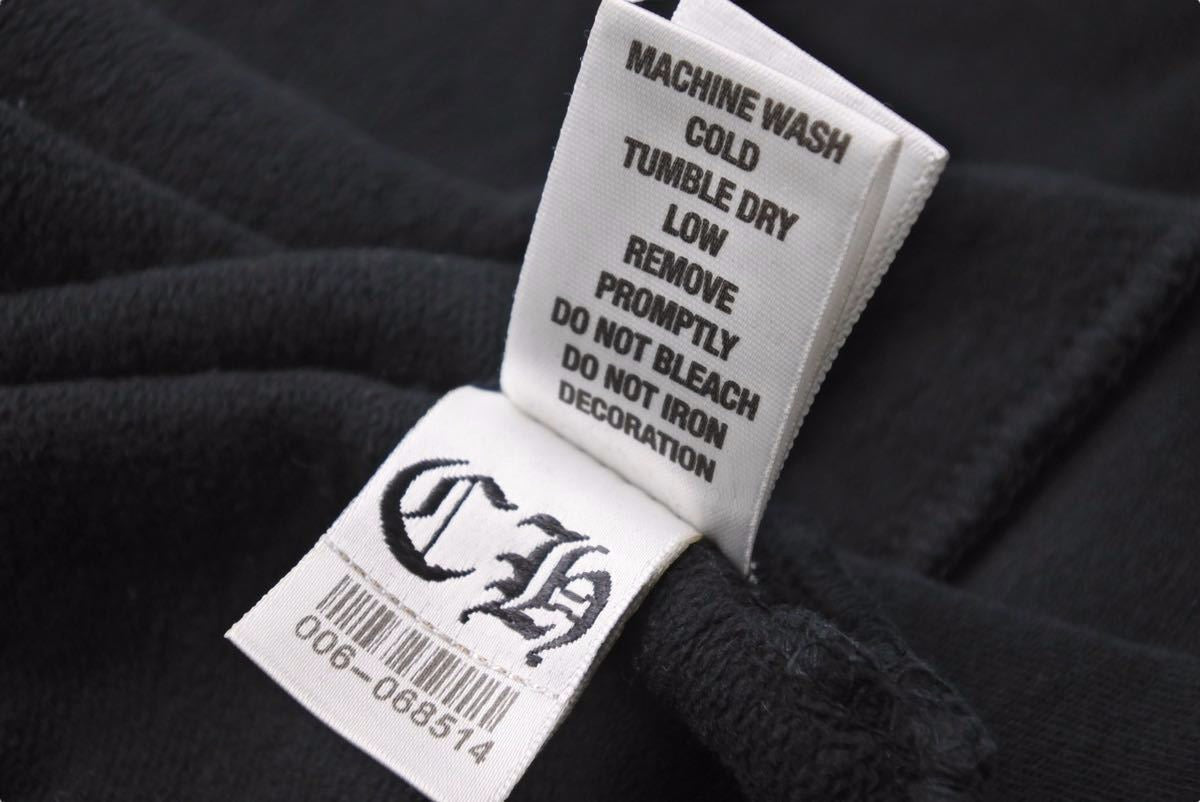 MACHINE WASH
COLD
TUMBLE DRY
LOW
REMOVE
PROMPTLY
DO NOT BLEACH
DO NOT IRON
DECORATION
CH
006-068514